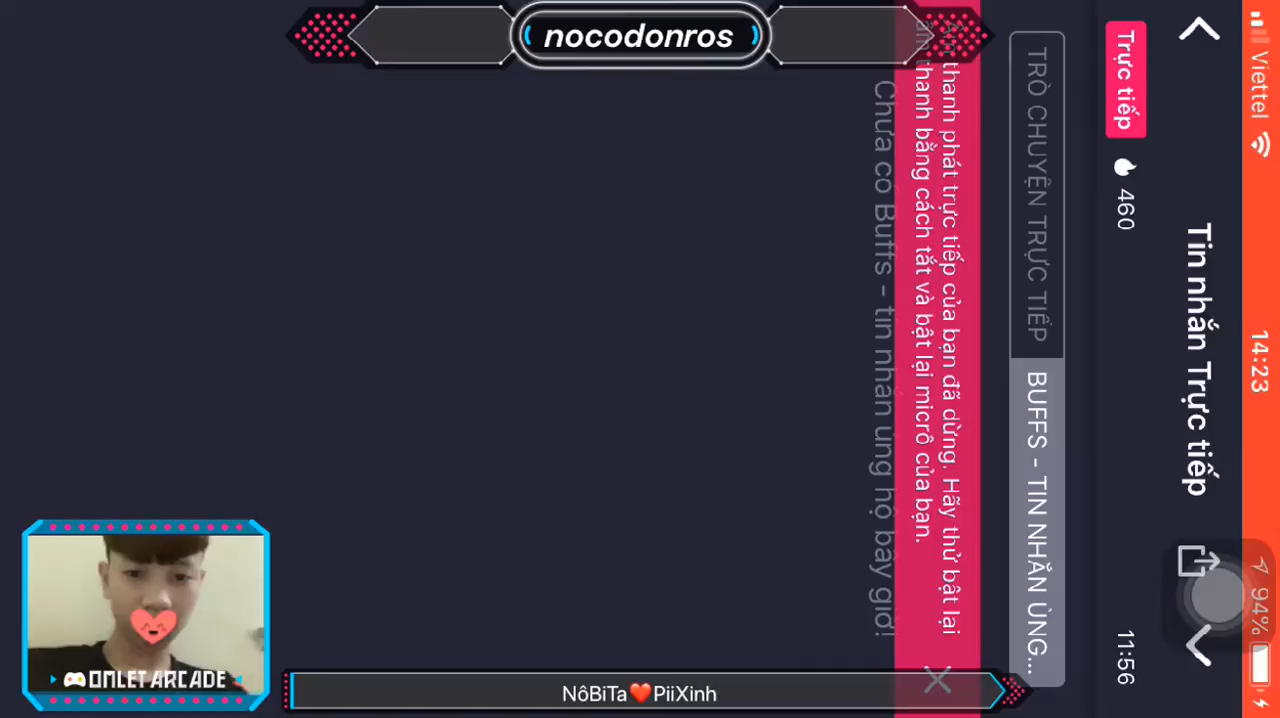 nocodonros
Viettel
14:23
94%
Tin nhắn Trực tiếp
Trực tiếp
460
11:56
TRÒ CHUYỆN TRỰC TIẾP
BUFFS - TIN NHẮN ỦNG...
Âm thanh phát trực tiếp của bạn đã dừng. Hãy thử bật lại
âm thanh bằng cách tắt và bật lại micrô của bạn.
Chưa có Buffs - tin nhắn ủng hộ bây giờ!
OMLET ARCADE
NôBiTa❤️PiiXinh